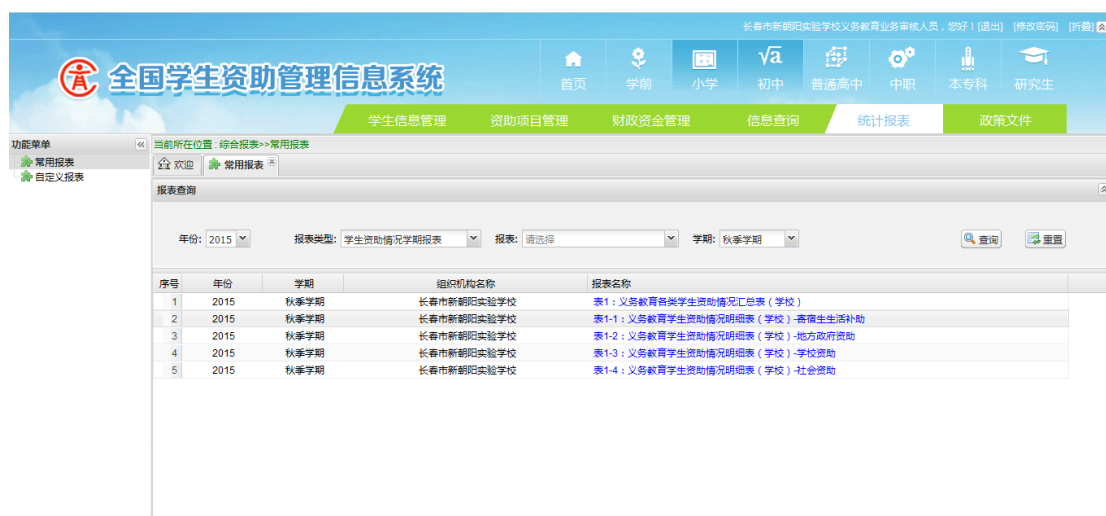 长春市新朝阳实验学校义务教育业务审核人员，您好！[退出] [修改密码] [折叠]
全国学生资助管理信息系统
首页 学前 小学 初中 普通高中 中职 本专科 研究生
学生信息管理 资助项目管理 财政资金管理 信息查询 统计报表 政策文件
功能菜单
常用报表
自定义报表
当前所在位置：综合报表>>常用报表
欢迎 常用报表
报表查询
年份: 2015 报表类型: 学生资助情况学期报表 报表: 请选择 学期: 秋季学期 查询 重置
序号 年份 学期 组织机构名称 报表名称
1 2015 秋季学期 长春市新朝阳实验学校 表1：义务教育各类学生资助情况汇总表（学校）
2 2015 秋季学期 长春市新朝阳实验学校 表1-1：义务教育学生资助情况明细表（学校）-寄宿生生活补助
3 2015 秋季学期 长春市新朝阳实验学校 表1-2：义务教育学生资助情况明细表（学校）-地方政府资助
4 2015 秋季学期 长春市新朝阳实验学校 表1-3：义务教育学生资助情况明细表（学校）-学校资助
5 2015 秋季学期 长春市新朝阳实验学校 表1-4：义务教育学生资助情况明细表（学校）-社会资助